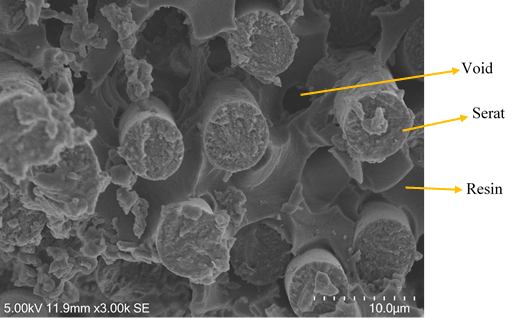 Void
Serat
Resin
5.00kV 11.9mm x3.00k SE
10.0μm